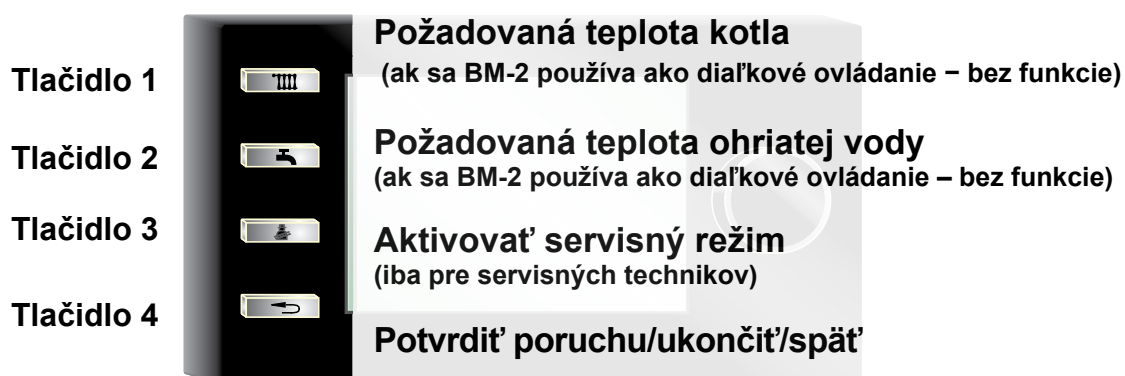 Požadovaná teplota kotla
Tlačidlo 1
(ak sa BM-2 používa ako diaľkové ovládanie − bez funkcie)
Požadovaná teplota ohriatej vody
Tlačidlo 2
(ak sa BM-2 používa ako diaľkové ovládanie – bez funkcie)
Tlačidlo 3
Aktivovať servisný režim
(iba pre servisných technikov)
Tlačidlo 4
Potvrdiť poruchu/ukončiť/späť